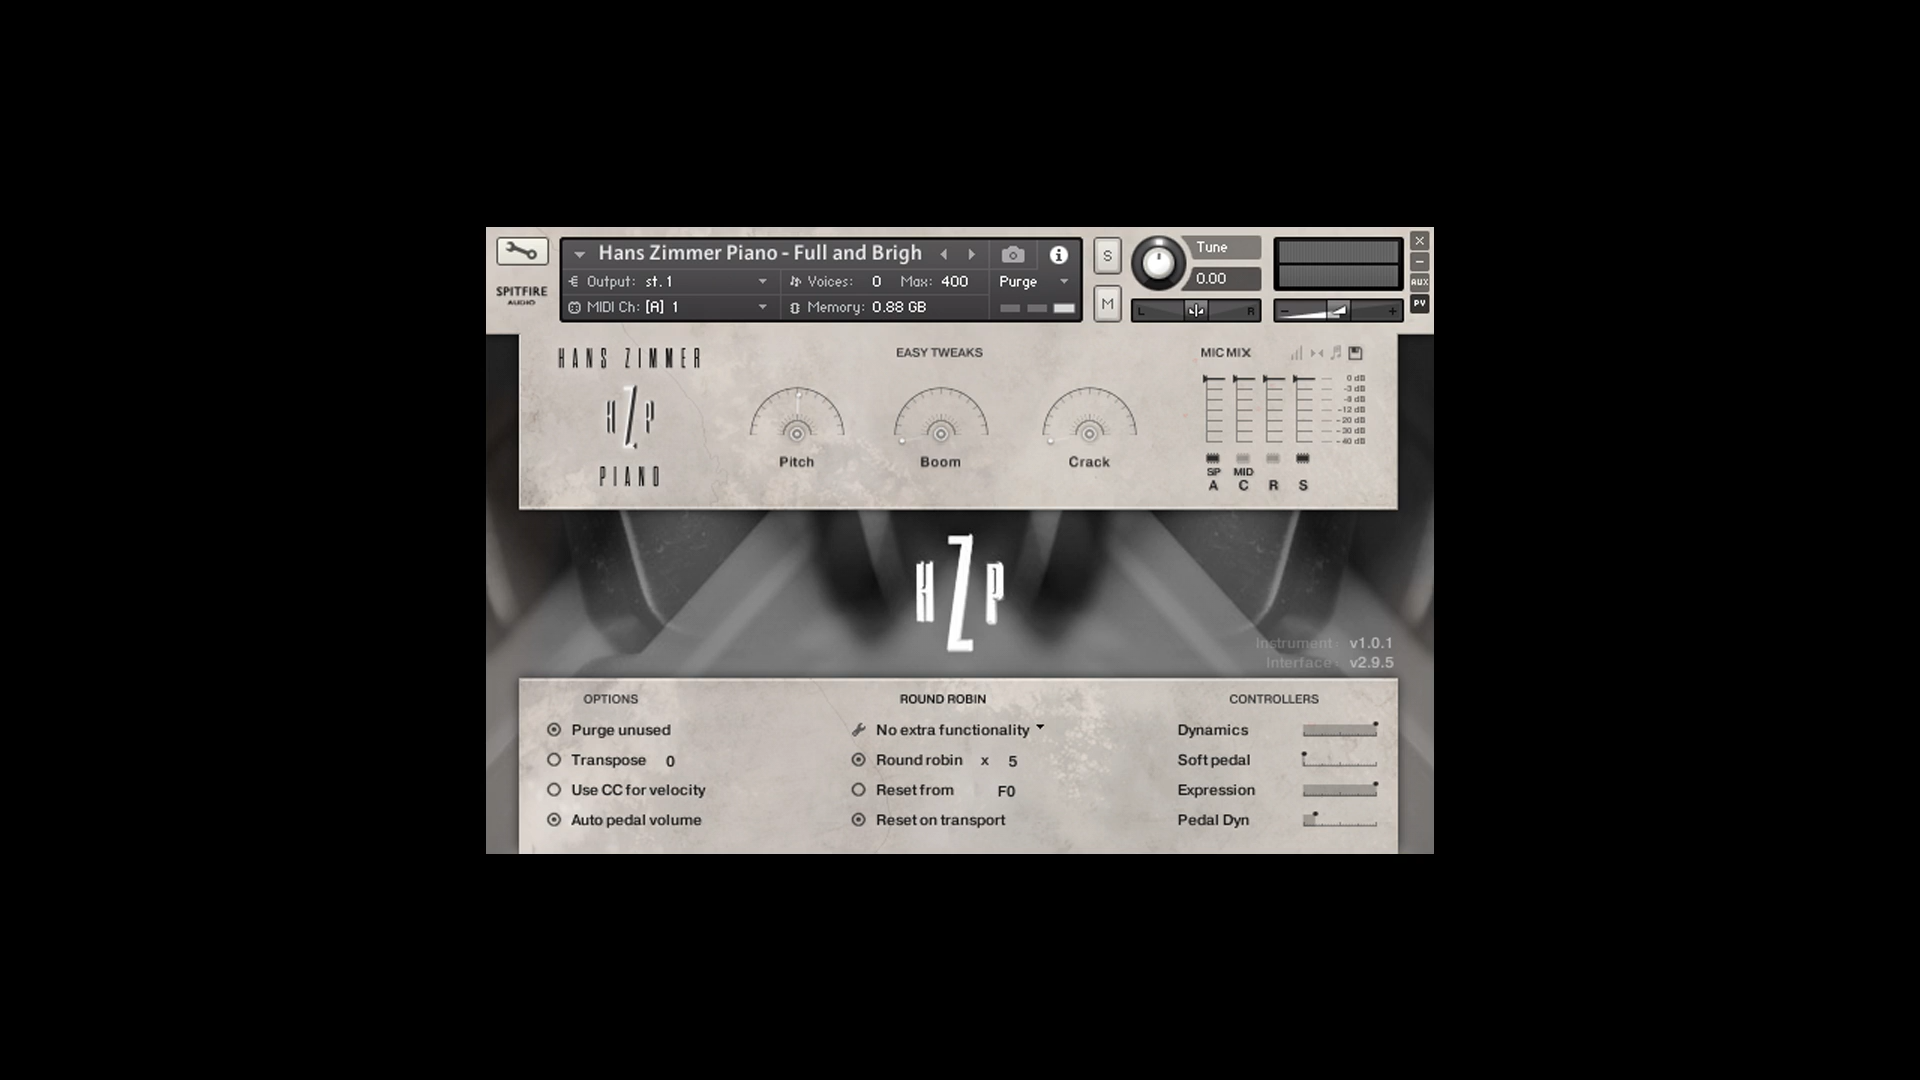 Hans Zimmer Piano - Full and Brigh
S
Tune
×
SPITFIRE
AUDIO
Output: st. 1
Voices: 0 Max: 400
Purge
0.00
AUX
MIDI Ch: [A] 1
Memory: 0.88 GB
M
L
R
-
+
PV
HANS ZIMMER
HZP
PIANO
EASY TWEAKS
Pitch
Boom
Crack
MIC MIX
0 dB
-3 dB
-8 dB
-12 dB
-20 dB
-30 dB
-40 dB
SP
MID
A
C
R
S
HZP
Instrument: v1.0.1
Interface: v2.9.5
OPTIONS
Purge unused
Transpose 0
Use CC for velocity
Auto pedal volume
ROUND ROBIN
No extra functionality
Round robin x 5
Reset from F0
Reset on transport
CONTROLLERS
Dynamics
Soft pedal
Expression
Pedal Dyn